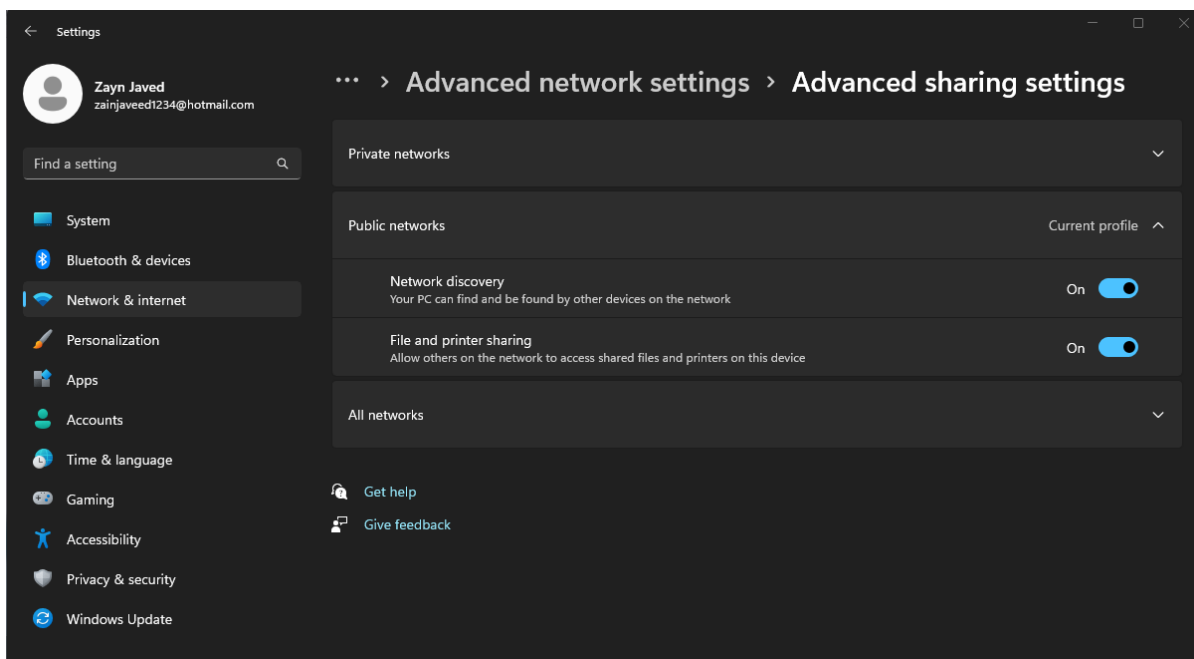 Settings
Zayn Javed
zainjaveed1234@hotmail.com
Find a setting
System
Bluetooth & devices
Network & internet
Personalization
Apps
Accounts
Time & language
Gaming
Accessibility
Privacy & security
Windows Update
... > Advanced network settings > Advanced sharing settings
Private networks
Public networks Current profile
Network discovery
Your PC can find and be found by other devices on the network
On
File and printer sharing
Allow others on the network to access shared files and printers on this device
On
All networks
Get help
Give feedback